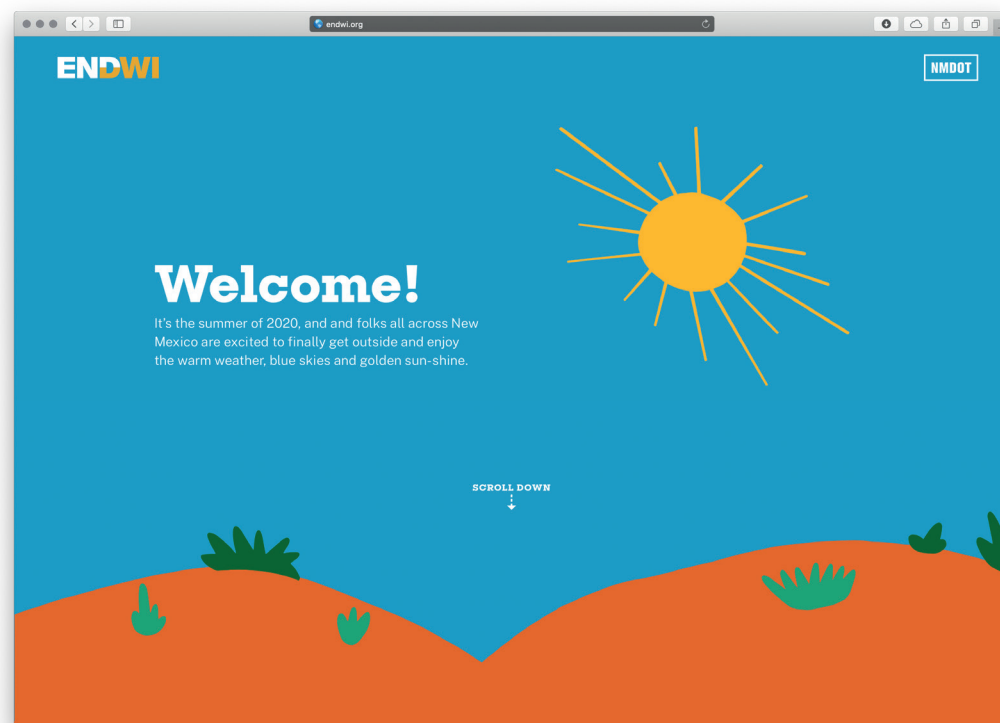 endwi.org
ENDWI
NMDOT
Welcome!
It's the summer of 2020, and and folks all across New
Mexico are excited to finally get outside and enjoy
the warm weather, blue skies and golden sun-shine.
SCROLL DOWN